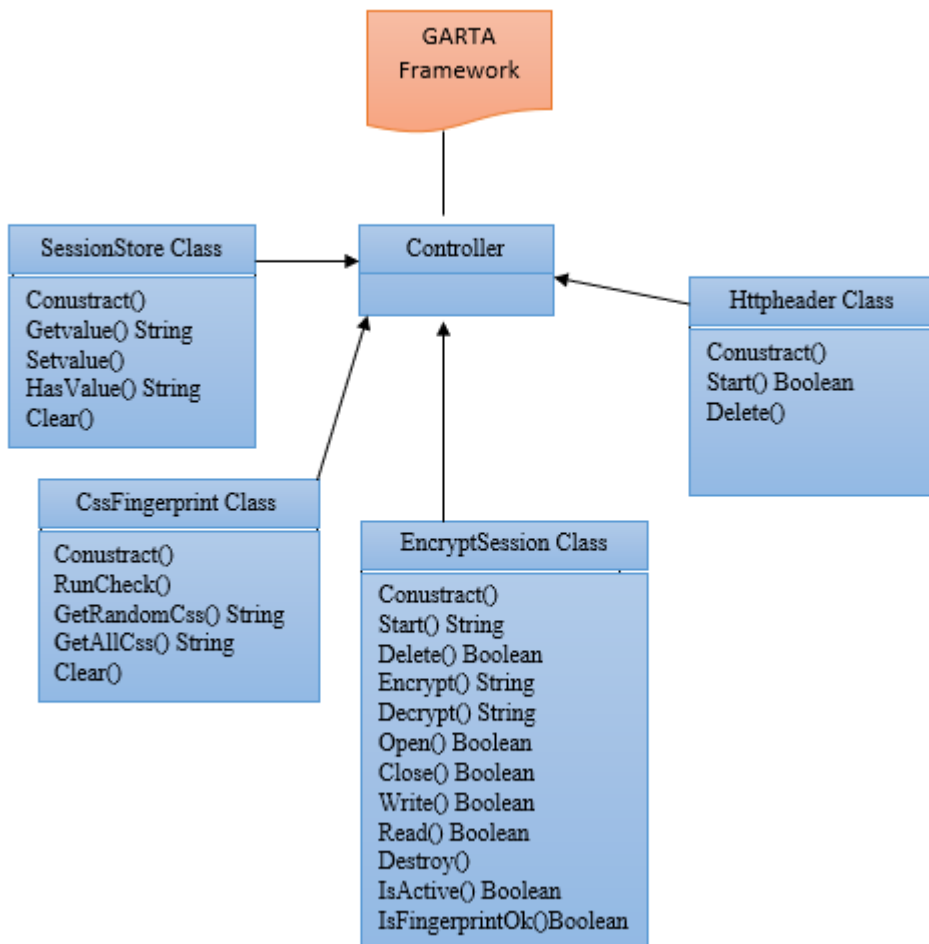 GARTA
Framework
SessionStore Class
Conustract()
Getvalue() String
Setvalue()
HasValue() String
Clear()
Controller
Httpheader Class
Conustract()
Start() Boolean
Delete()
CssFingerprint Class
Conustract()
RunCheck()
GetRandomCss() String
GetAllCss() String
Clear()
EncryptSession Class
Conustract()
Start() String
Delete() Boolean
Encrypt() String
Decrypt() String
Open() Boolean
Close() Boolean
Write() Boolean
Read() Boolean
Destroy()
IsActive() Boolean
IsFingerprintOk()Boolean